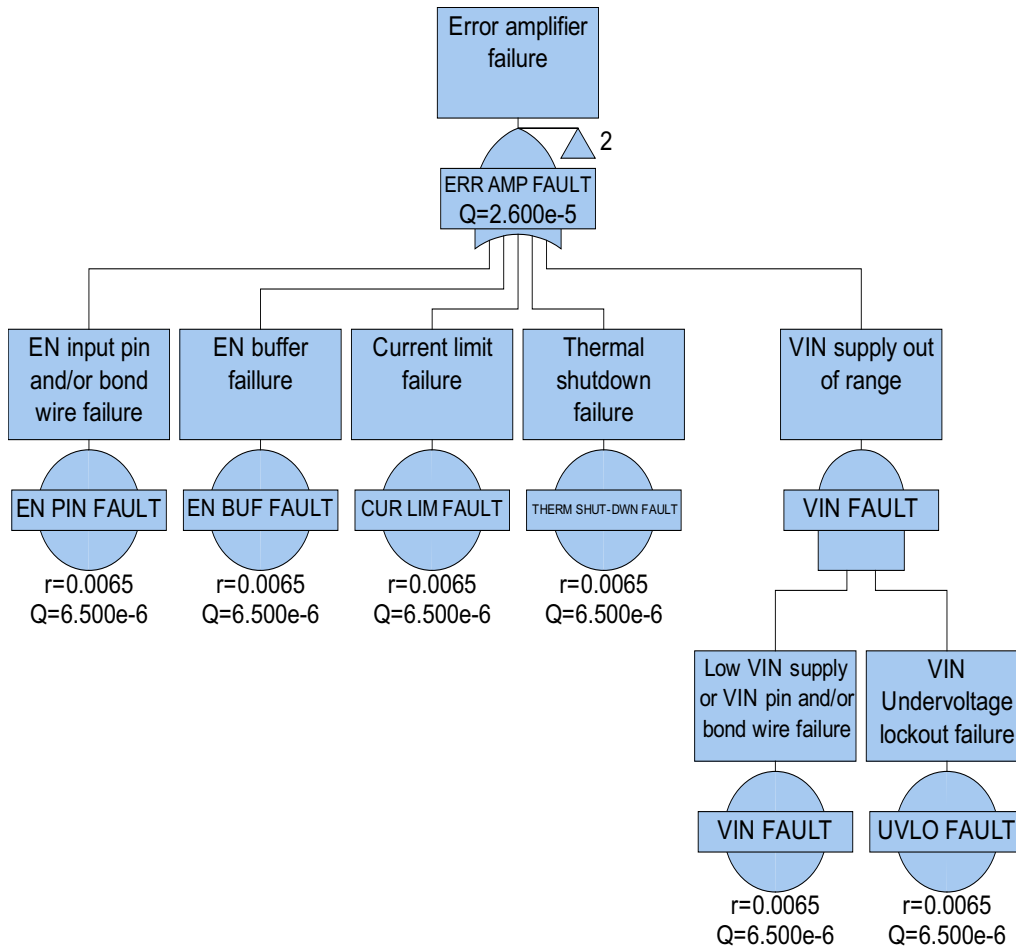 Error amplifier
failure
2
ERR AMP FAULT
Q=2.600e-5
EN input pin
and/or bond
wire failure
EN buffer
faillure
Current limit
failure
Thermal
shutdown
failure
VIN supply out
of range
EN PIN FAULT
EN BUF FAULT
CUR LIM FAULT
THERM SHUT-DWN FAULT
VIN FAULT
r=0.0065
Q=6.500e-6
r=0.0065
Q=6.500e-6
r=0.0065
Q=6.500e-6
r=0.0065
Q=6.500e-6
Low VIN supply
or VIN pin and/or
bond wire failure
VIN
Undervoltage
lockout failure
VIN FAULT
UVLO FAULT
r=0.0065
Q=6.500e-6
r=0.0065
Q=6.500e-6